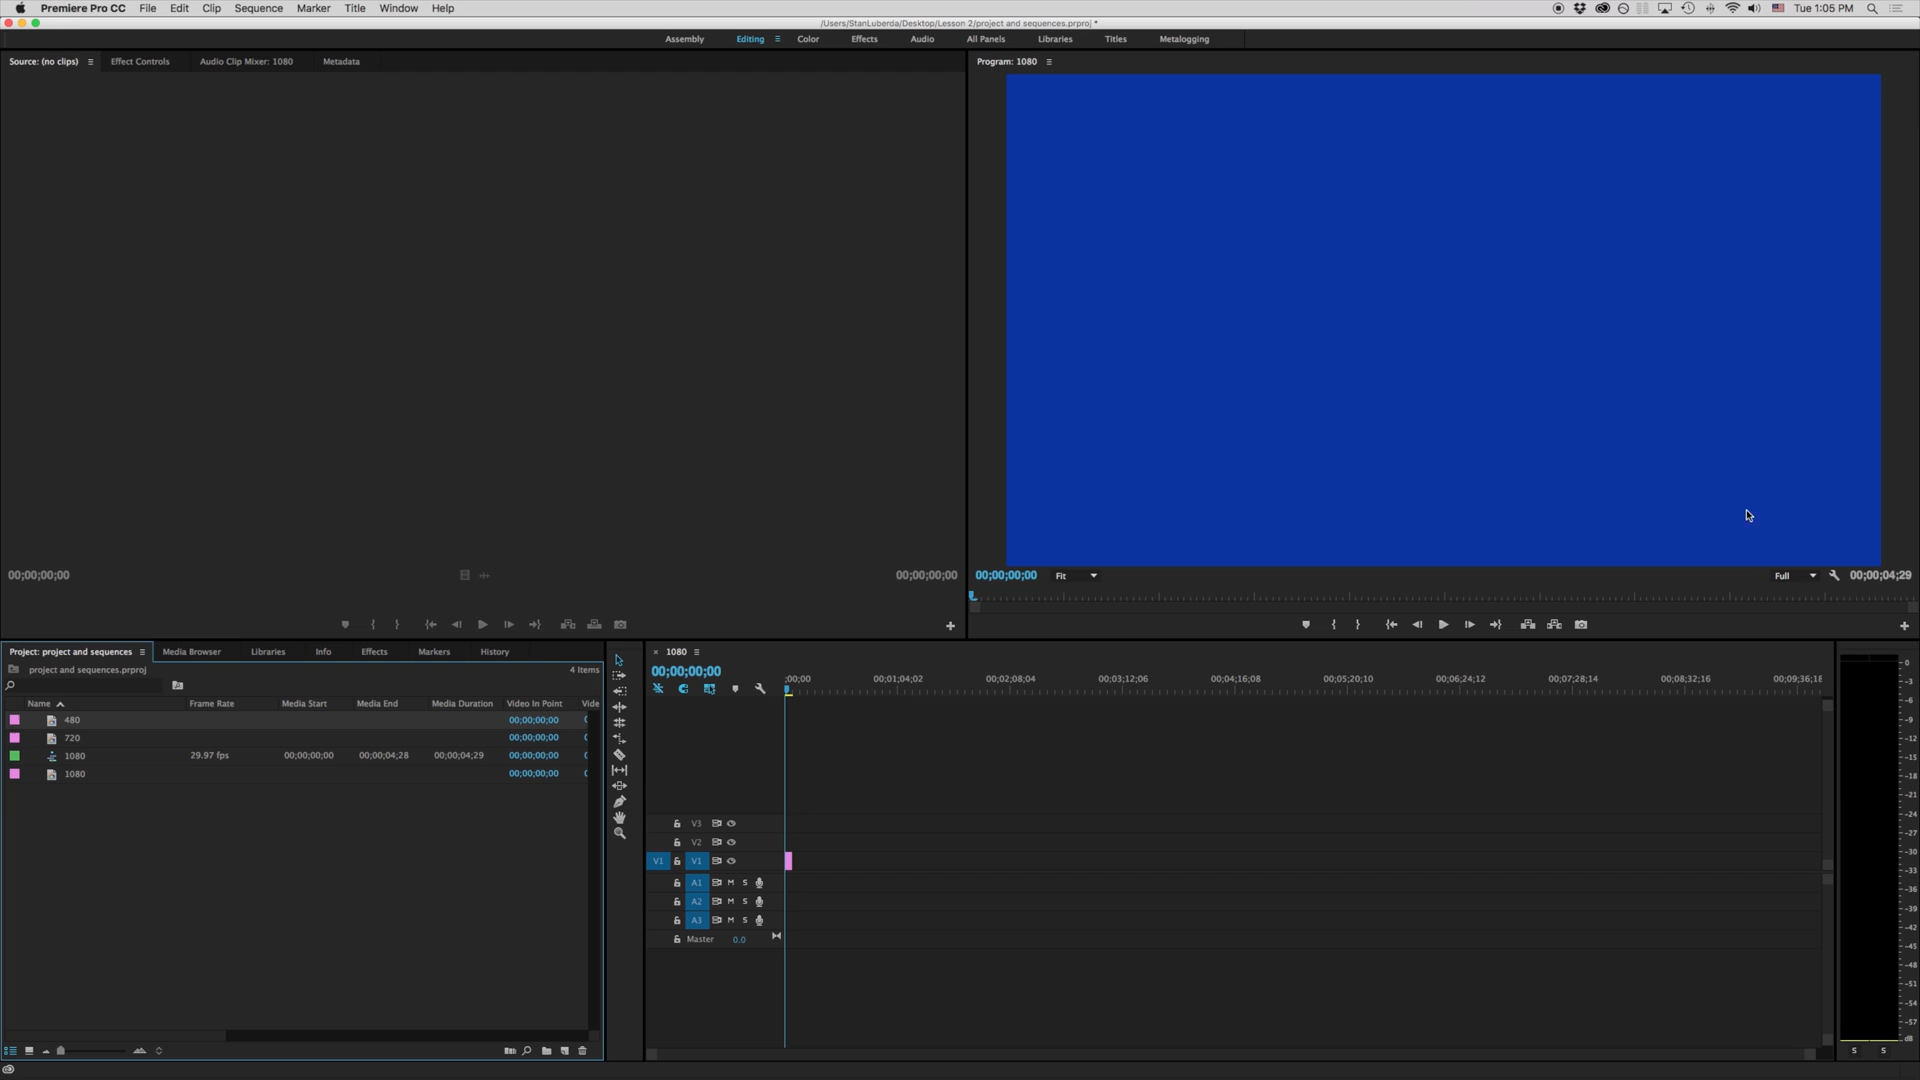 Premiere Pro CC File Edit Clip Sequence Marker Title Window Help Tue 1:05 PM
/Users/StanLuberda/Desktop/Lesson 2/project and sequences.prproj *
Assembly Editing Color Effects Audio All Panels Libraries Titles Metalogging
Source: (no clips) Effect Controls Audio Clip Mixer: 1080 Metadata
Program: 1080
00;00;00;00 00;00;00;00
00;00;00;00 Fit Full 00;00;04;29
Project: project and sequences Media Browser Libraries Info Effects Markers History
project and sequences.prproj 4 Items
Name Frame Rate Media Start Media End Media Duration Video In Point Vide
480 00;00;00;00
720 00;00;00;00
1080 29.97 fps 00;00;00;00 00;00;04;28 00;00;04;29 00;00;00;00
1080 00;00;00;00
1080
00;00;00;00
;00;00 00;01;04;02 00;02;08;04 00;03;12;06 00;04;16;08 00;05;20;10 00;06;24;12 00;07;28;14 00;08;32;16 00;09;36;18
V3
V2
V1 V1
A1 M S
A2 M S
A3 M S
Master 0.0
0
-3
-6
-9
-12
-15
-18
-21
-24
-27
-30
-33
-36
-39
-42
-45
-48
-51
-54
-57
dB
S S